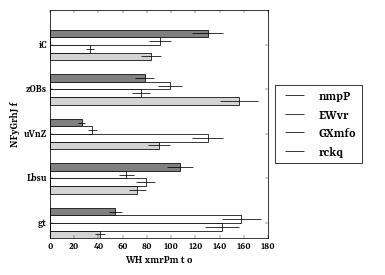 NFyGrhJ f
iC
zOBs
uVnZ
Lbsu
gt
0 20 40 60 80 100 120 140 160 180
WH xmrPm t o
nmpP
EWvr
GXmfo
rckq